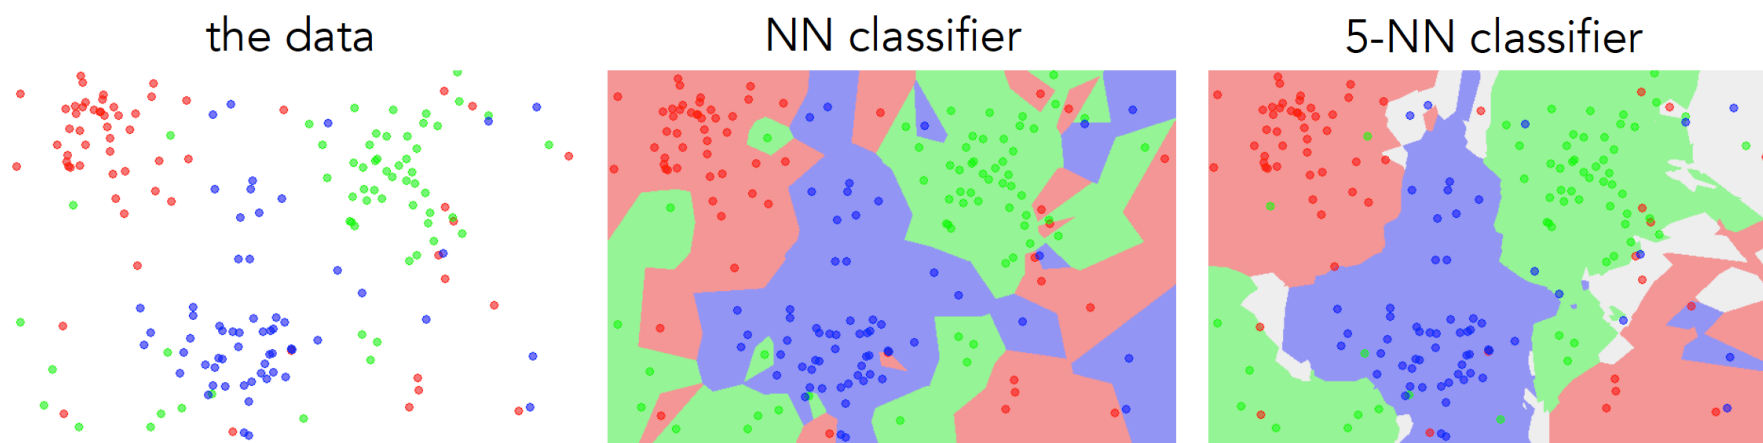 the data
NN classifier
5-NN classifier